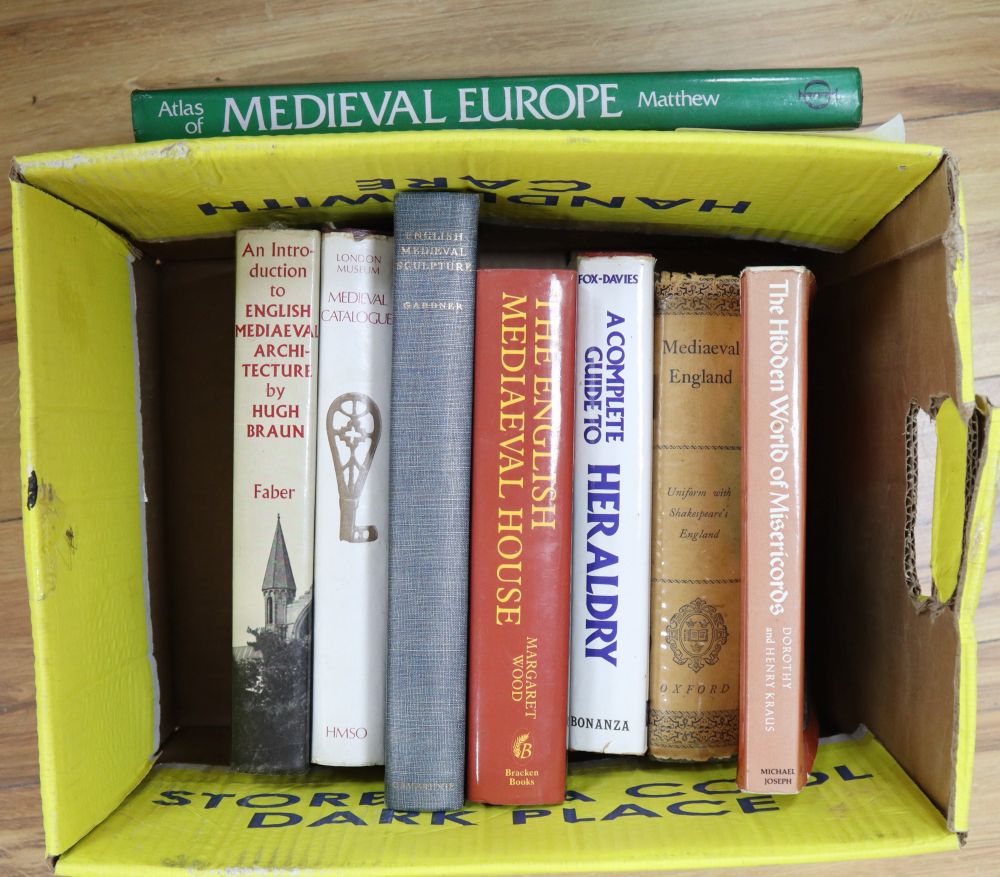 Atlas of MEDIEVAL EUROPE Matthew
HANDLE WITH
CARE
An Intro-
duction
to
ENGLISH
MEDIAEVAL
ARCHI-
TECTURE
by
HUGH
BRAUN
Faber
LONDON
MUSEUM
MEDIEVAL
CATALOGUE
HMSO
ENGLISH
MEDIEVAL
SCULPTURE
GARDNER
CAMBRIDGE
THE ENGLISH
MEDIAEVAL HOUSE
MARGARET
WOOD
B
Bracken
Books
FOX-DAVIES
A COMPLETE
GUIDE TO
HERALDRY
BONANZA
Mediaeval
England
Uniform with
Shakespeare's
England
OXFORD
The Hidden World of Misericords
DOROTHY
and HENRY KRAUS
MICHAEL
JOSEPH
STORE A COOL
DARK PLACE